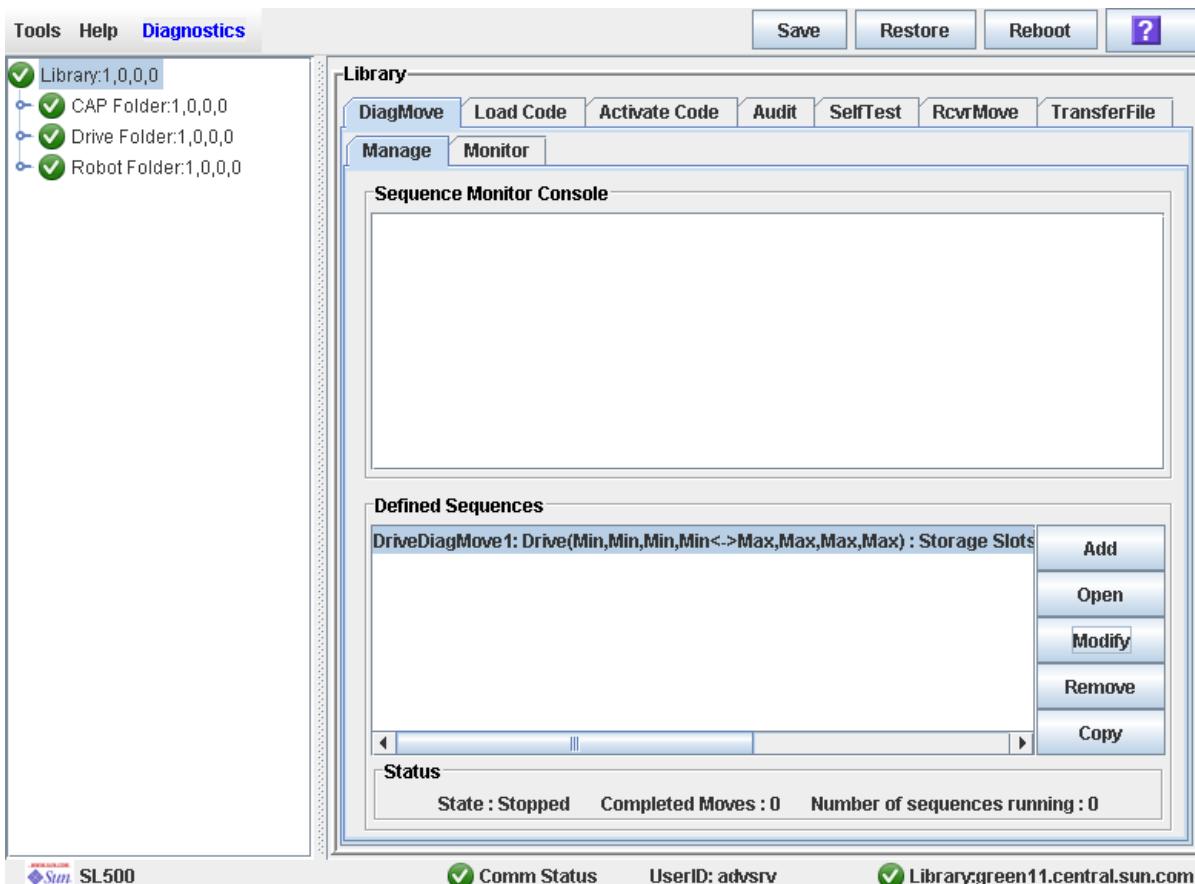 Tools Help Diagnostics Save Restore Reboot ?
Library:1,0,0,0
CAP Folder:1,0,0,0
Drive Folder:1,0,0,0
Robot Folder:1,0,0,0
Library
DiagMove Load Code Activate Code Audit SelfTest RcvrMove TransferFile
Manage Monitor
Sequence Monitor Console
Defined Sequences
DriveDiagMove1: Drive(Min,Min,Min,Min<->Max,Max,Max,Max) : Storage Slots
Add
Open
Modify
Remove
Copy
Status
State : Stopped Completed Moves : 0 Number of sequences running : 0
Sun SL500 Comm Status UserID: advsrv Library:green11.central.sun.com